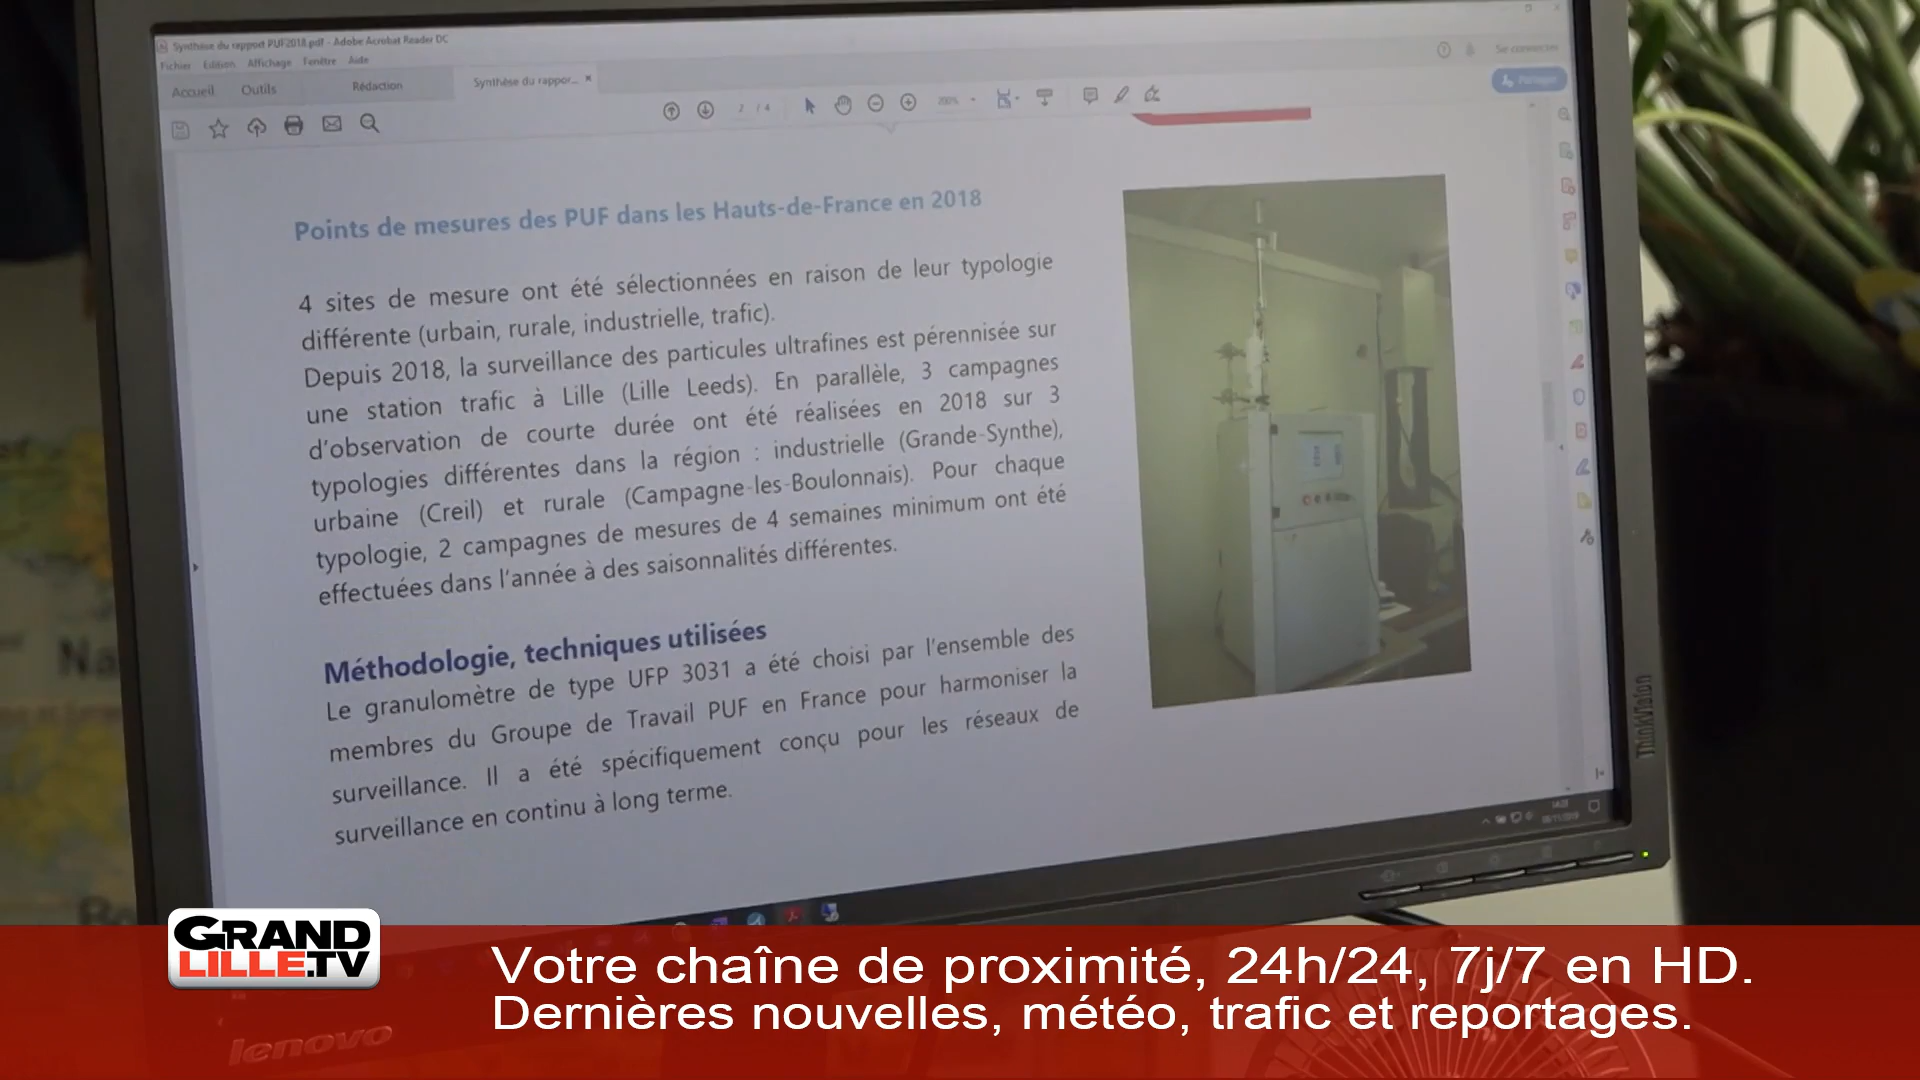 Synthèse du rapport PUF2018.pdf - Adobe Acrobat Reader DC
Fichier Edition Affichage Fenêtre Aide
Se connecter
Accueil Outils Rédaction Synthèse du rappor... ×
Partager
2 / 4 200%
Points de mesures des PUF dans les Hauts-de-France en 2018
4 sites de mesure ont été sélectionnées en raison de leur typologie
différente (urbain, rurale, industrielle, trafic).
Depuis 2018, la surveillance des particules ultrafines est pérennisée sur
une station trafic à Lille (Lille Leeds). En parallèle, 3 campagnes
d'observation de courte durée ont été réalisées en 2018 sur 3
typologies différentes dans la région : industrielle (Grande-Synthe),
urbaine (Creil) et rurale (Campagne-les-Boulonnais). Pour chaque
typologie, 2 campagnes de mesures de 4 semaines minimum ont été
effectuées dans l'année à des saisonnalités différentes.
Méthodologie, techniques utilisées
Le granulomètre de type UFP 3031 a été choisi par l'ensemble des
membres du Groupe de Travail PUF en France pour harmoniser la
surveillance. Il a été spécifiquement conçu pour les réseaux de
surveillance en continu à long terme.
ThinkVision
GRAND
LILLE.TV
Votre chaîne de proximité, 24h/24, 7j/7 en HD.
Dernières nouvelles, météo, trafic et reportages.
lenovo